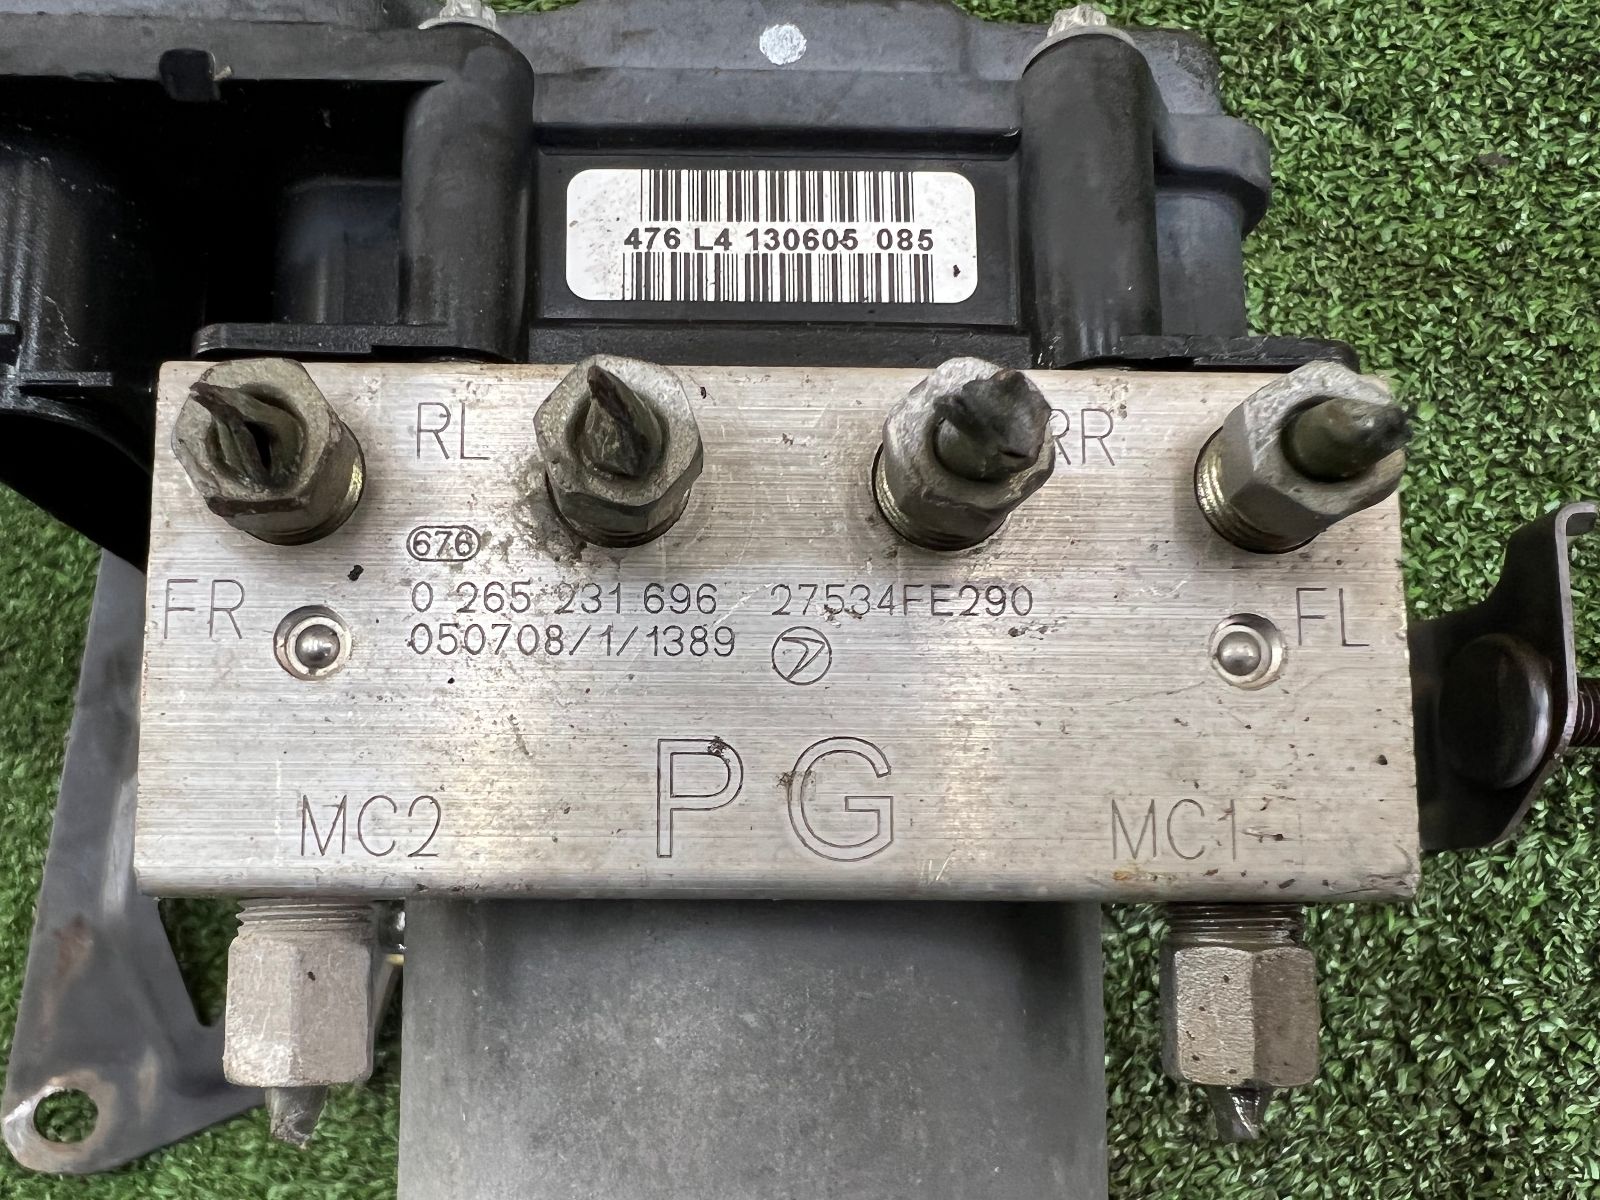 476 L4 130605 085
RL RR
676
FR 0 265 231 696 27534FE290 FL
050708/1/1389
PG
MC2 MC1